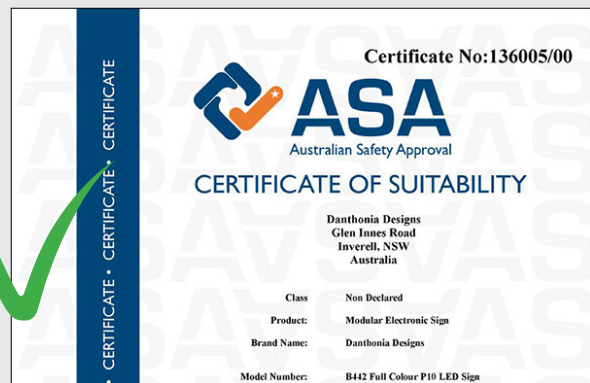 Certificate No:136005/00
ASA
Australian Safety Approval
CERTIFICATE OF SUITABILITY
Danthonia Designs
Glen Innes Road
Inverell, NSW
Australia
Class Non Declared
Product: Modular Electronic Sign
Brand Name: Danthonia Designs
Model Number: B442 Full Colour P10 LED Sign
CERTIFICATE • CERTIFICATE • CERTIFICATE •